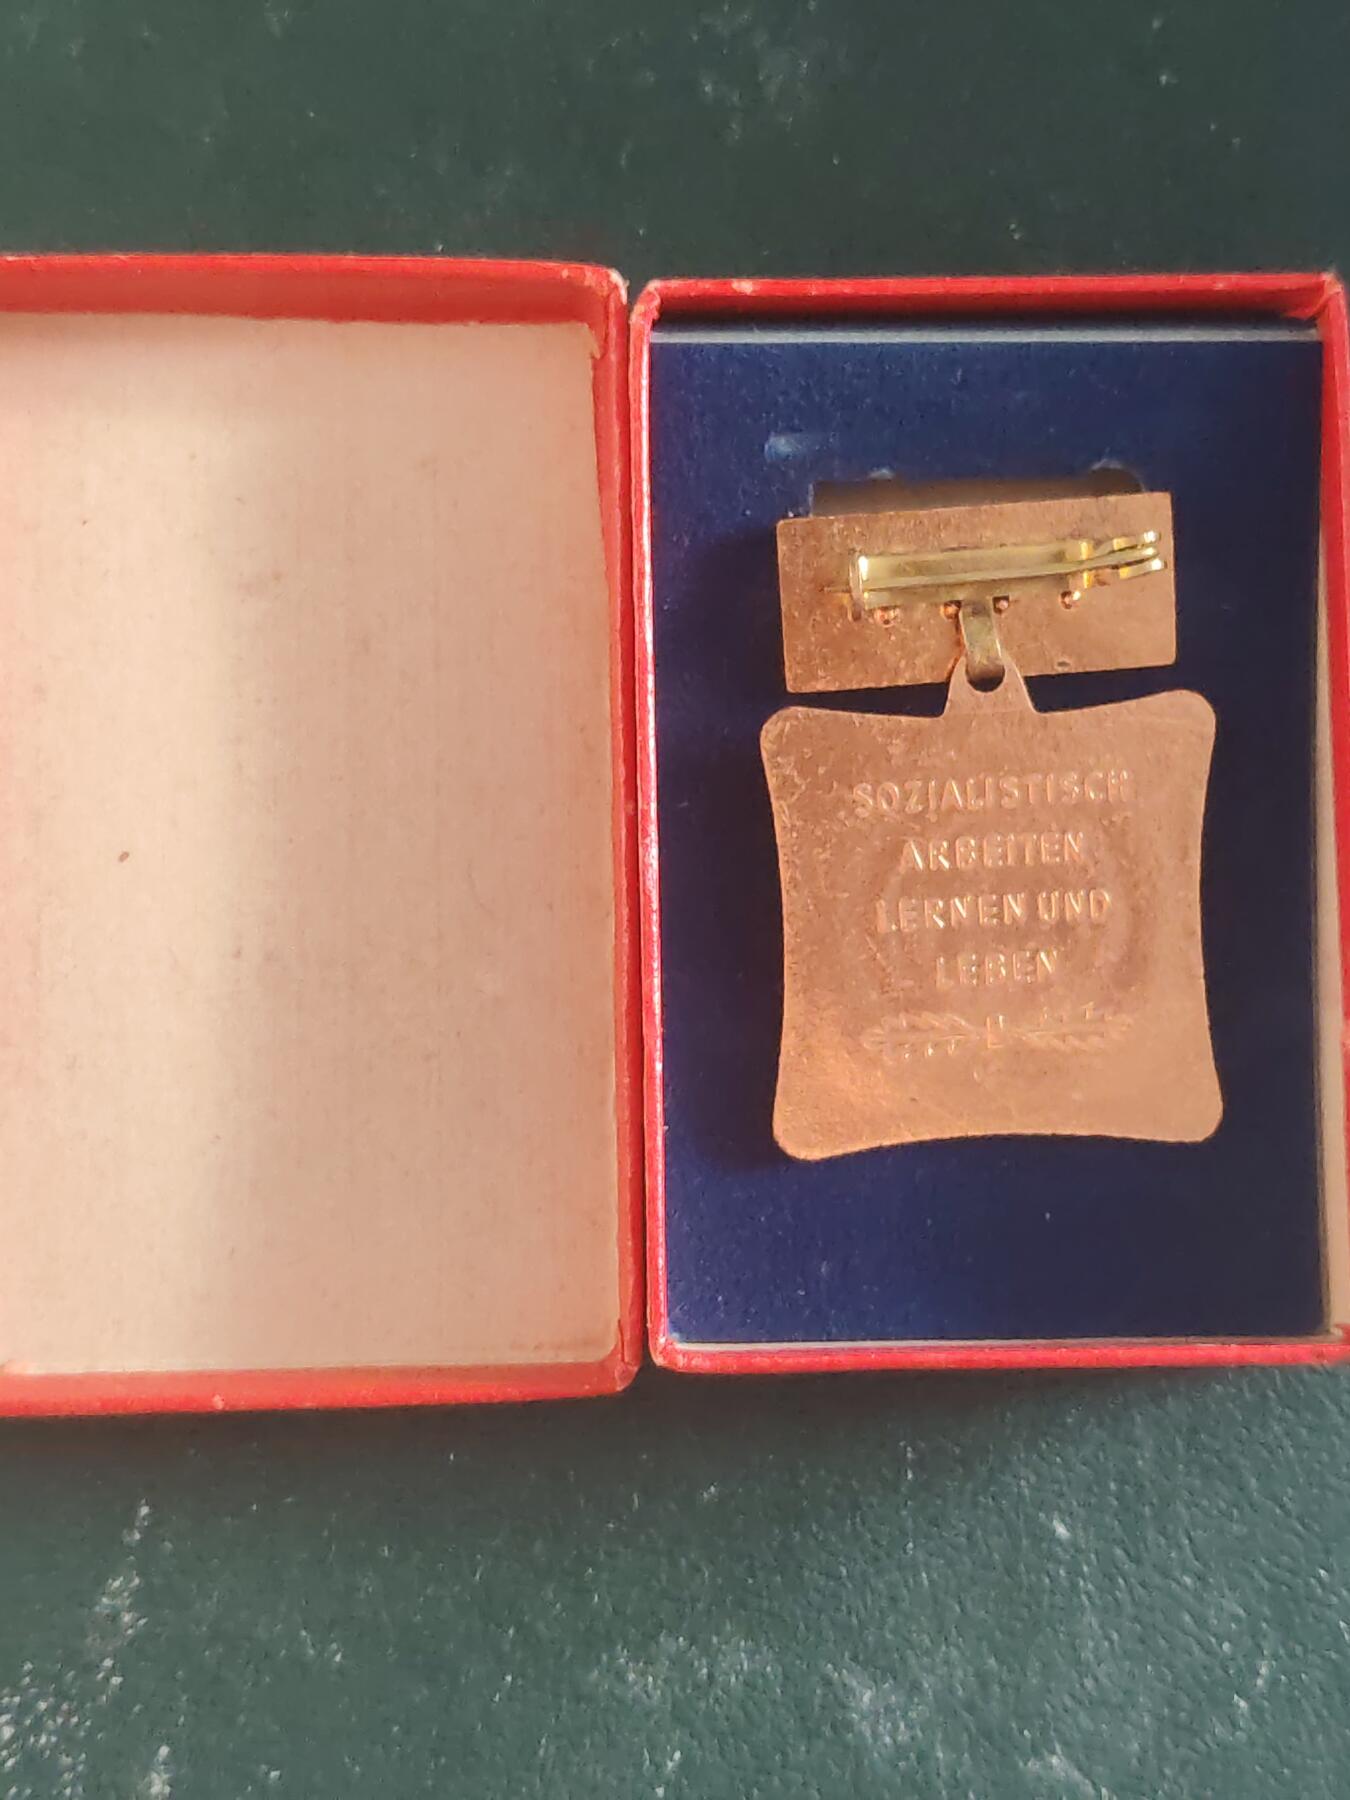 SOZIALISTISCH
ARBEITEN
LERNEN UND
LEBEN